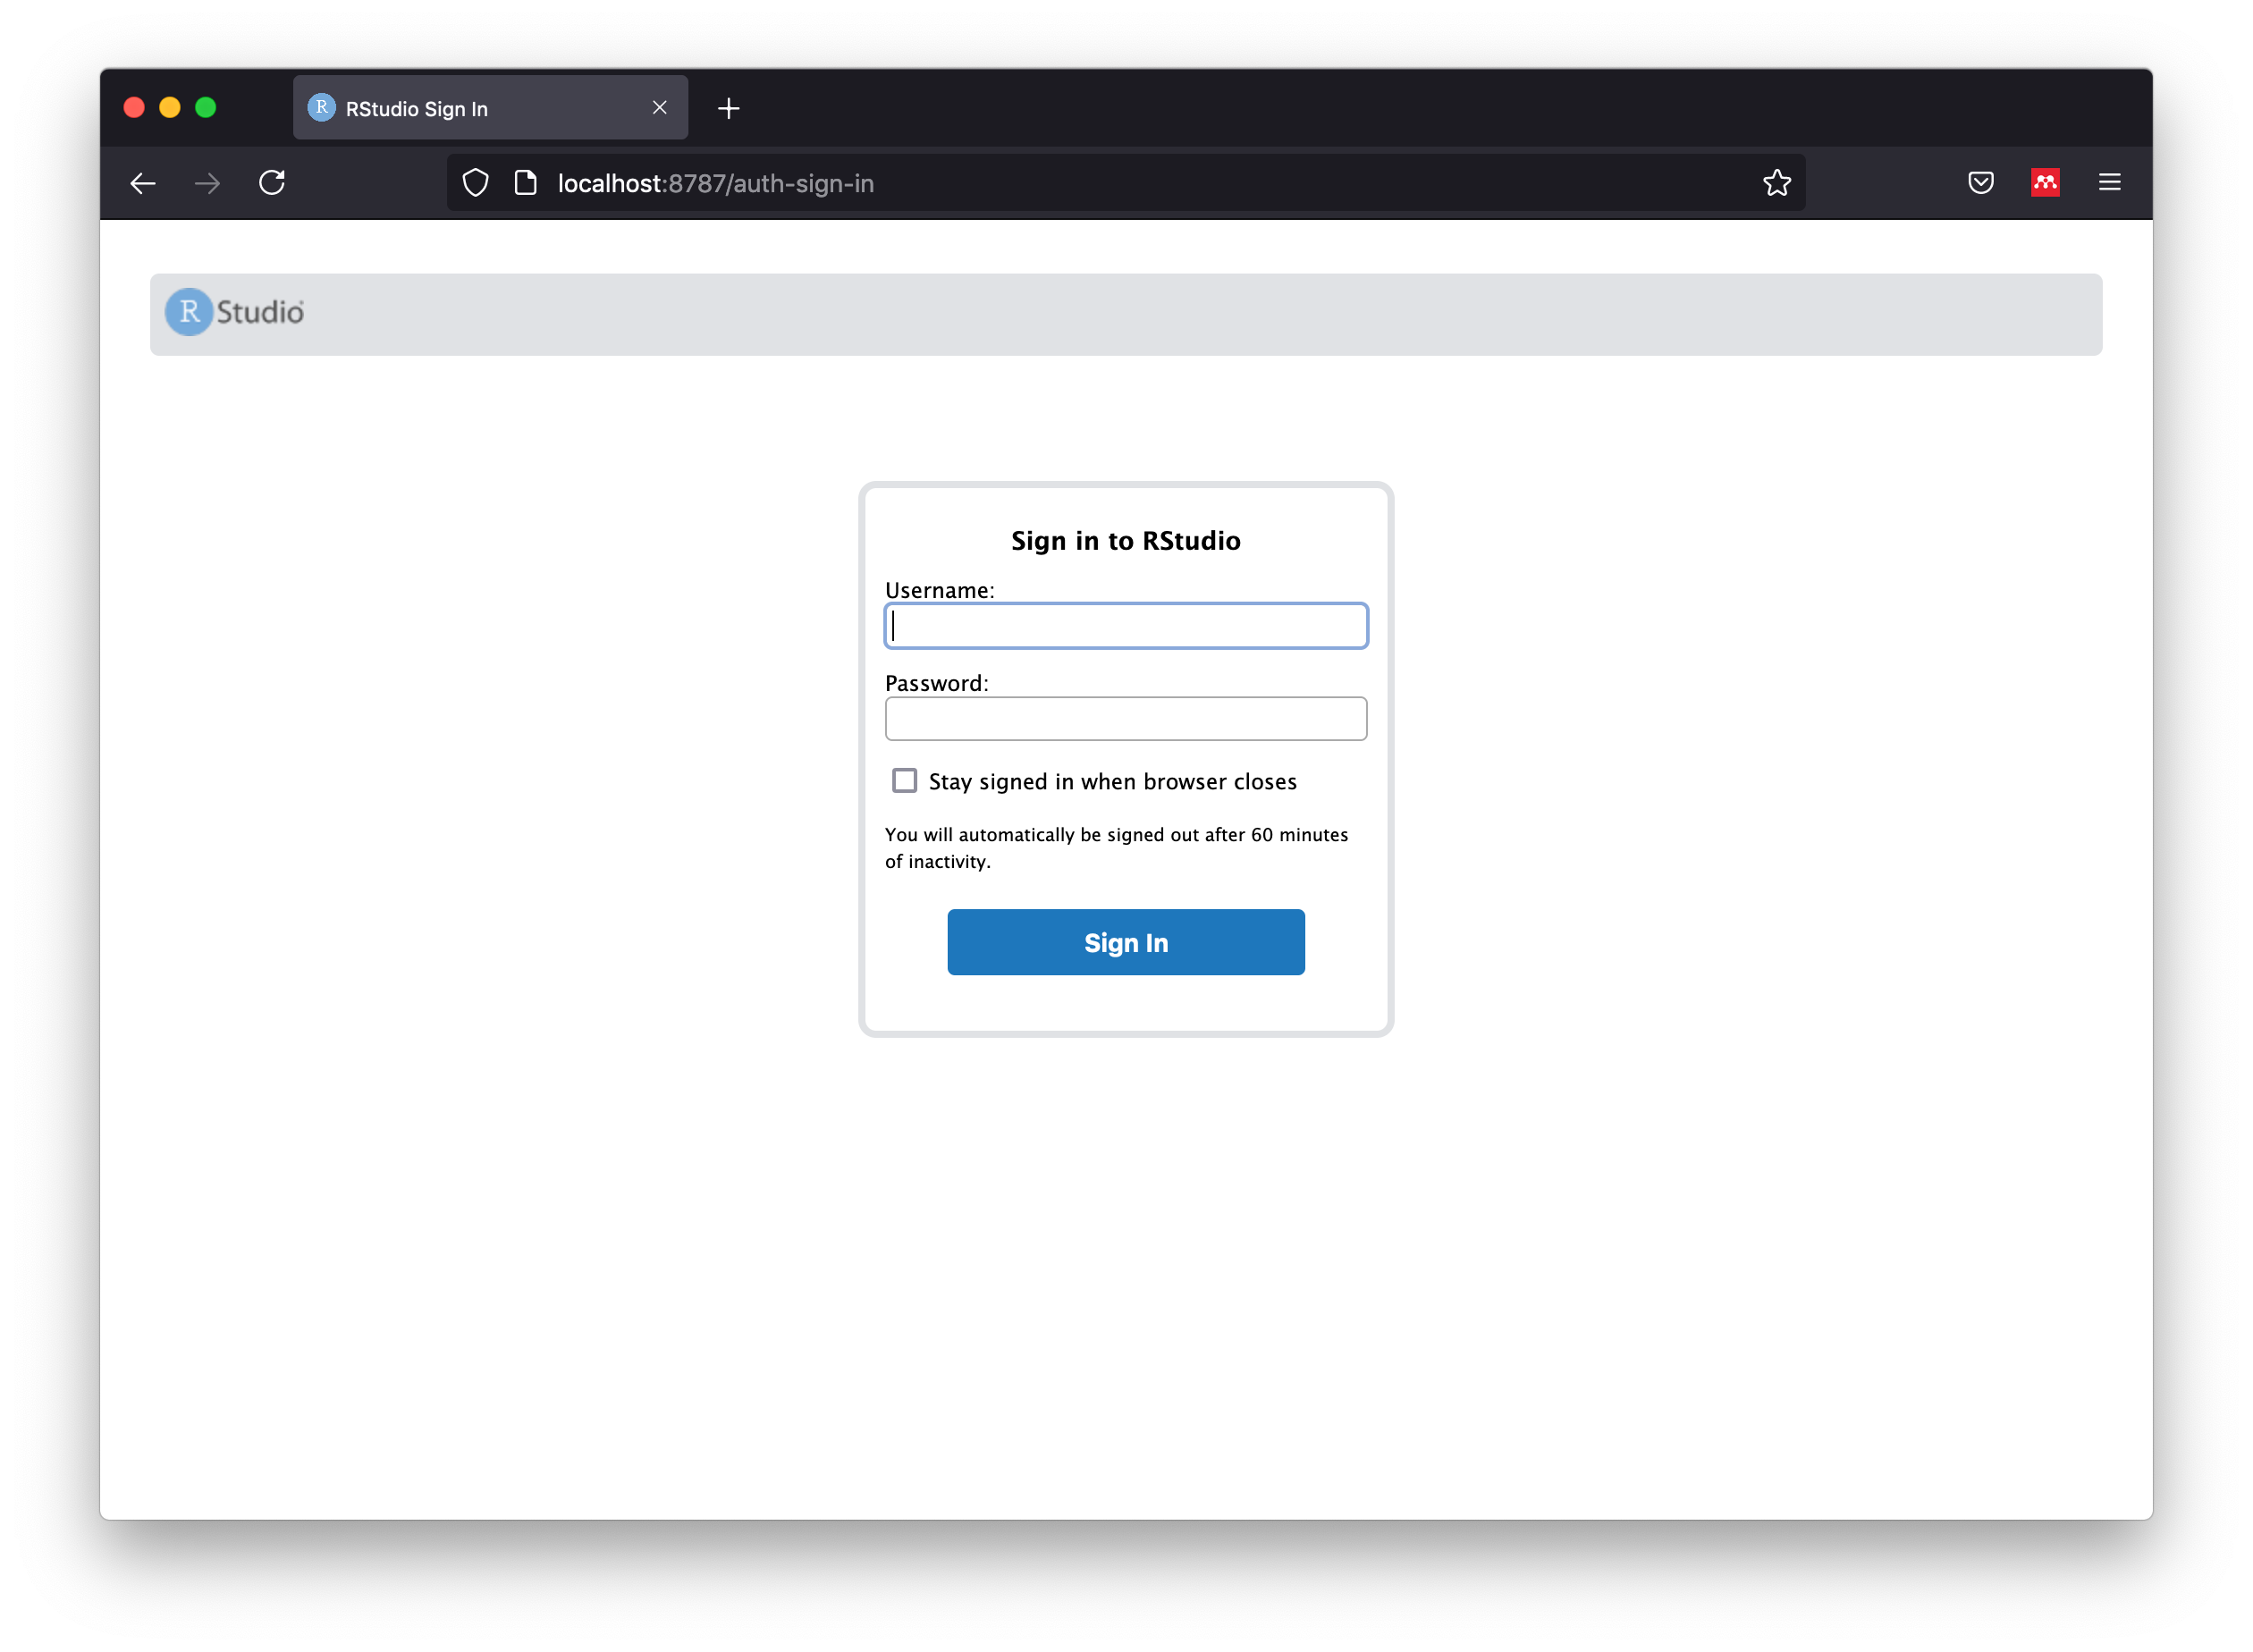 RStudio Sign In
localhost:8787/auth-sign-in
R Studio
Sign in to RStudio
Username:
Password:
Stay signed in when browser closes
You will automatically be signed out after 60 minutes
of inactivity.
Sign In